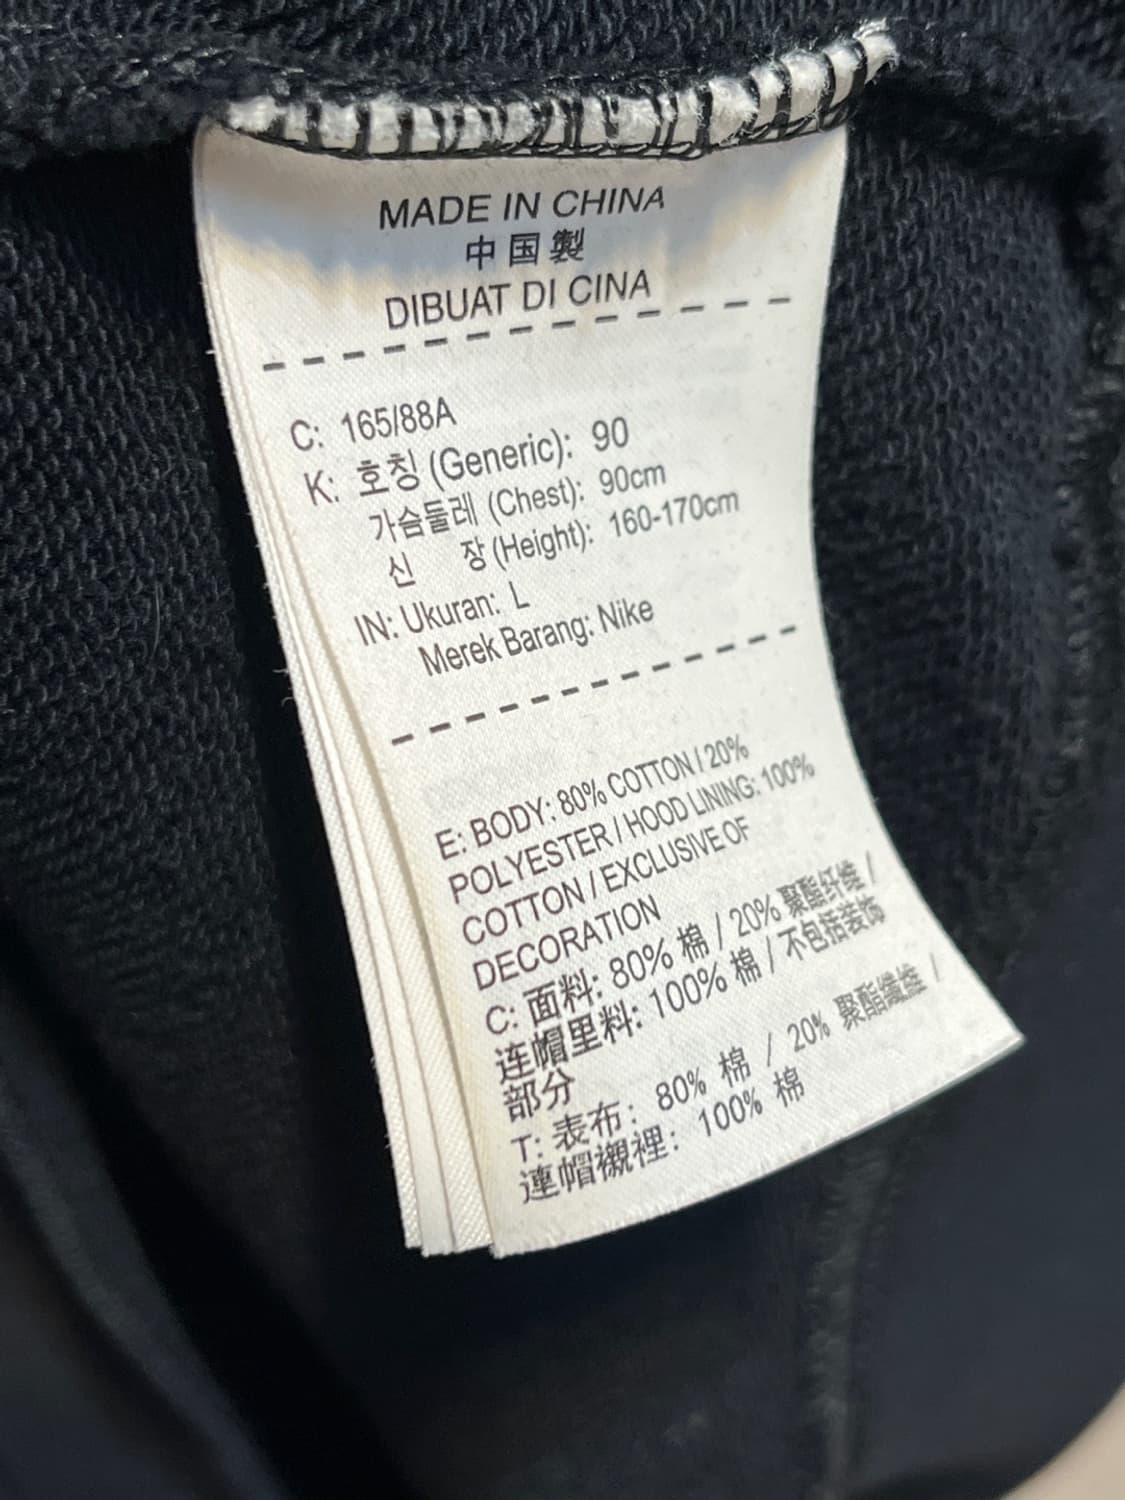 MADE IN CHINA
中国製
DIBUAT DI CINA
C: 165/88A
K: 호칭 (Generic): 90
가슴둘레 (Chest): 90cm
신 장 (Height): 160-170cm
IN: Ukuran: L
Merek Barang: Nike
E: BODY: 80% COTTON / 20%
POLYESTER / HOOD LINING: 100%
COTTON / EXCLUSIVE OF
DECORATION
C: 面料: 80% 棉 / 20% 聚酯纤维 /
连帽里料: 100% 棉 / 不包括装饰
部分
T: 表布: 80% 棉 / 20% 聚酯纖維 /
連帽襯裡: 100% 棉